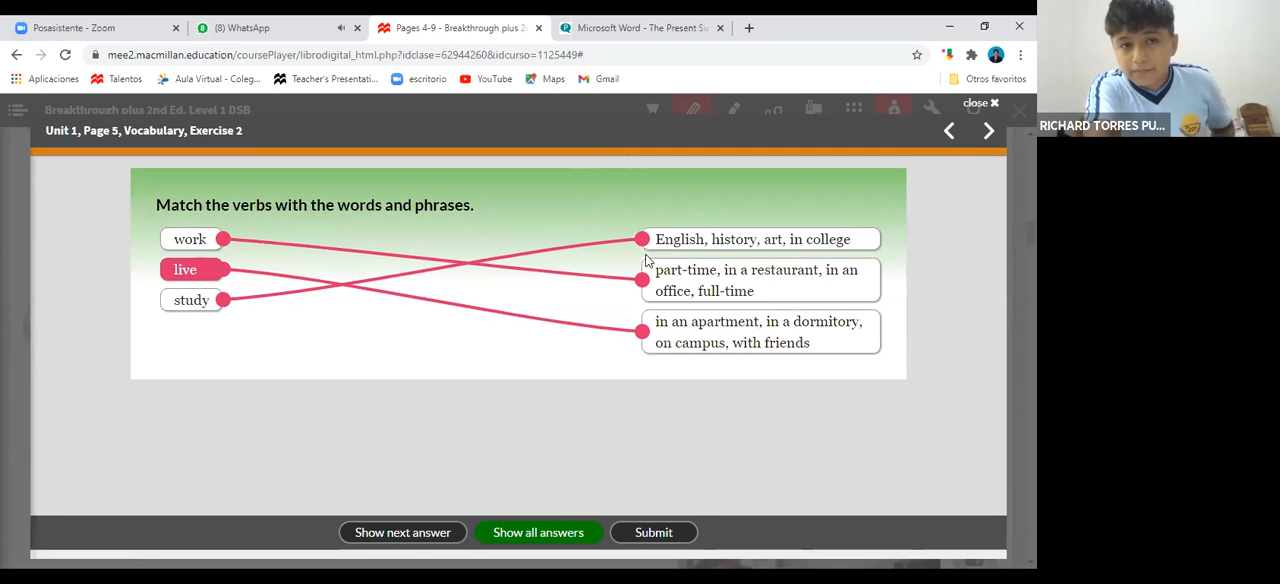 Posasistente - Zoom
(8) WhatsApp
Pages 4-9 - Breakthrough plus 2
Microsoft Word - The Present Si
mee2.macmillan.education/coursePlayer/librodigital_html.php?idclase=62944260&idcurso=1125449#
Aplicaciones
Talentos
Aula Virtual - Coleg...
Teacher's Presentati...
escritorio
YouTube
Maps
Gmail
Otros favoritos
Breakthrough plus 2nd Ed. Level 1 DSB
close
Unit 1, Page 5, Vocabulary, Exercise 2
RICHARD TORRES PU...
Match the verbs with the words and phrases.
work
live
study
English, history, art, in college
part-time, in a restaurant, in an
office, full-time
in an apartment, in a dormitory,
on campus, with friends
Show next answer
Show all answers
Submit